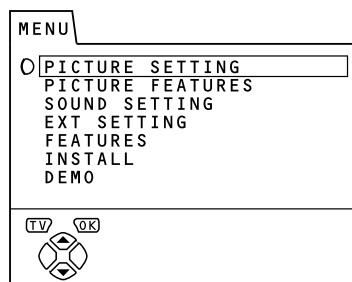 MENU
PICTURE SETTING
PICTURE FEATURES
SOUND SETTING
EXT SETTING
FEATURES
INSTALL
DEMO
TV OK